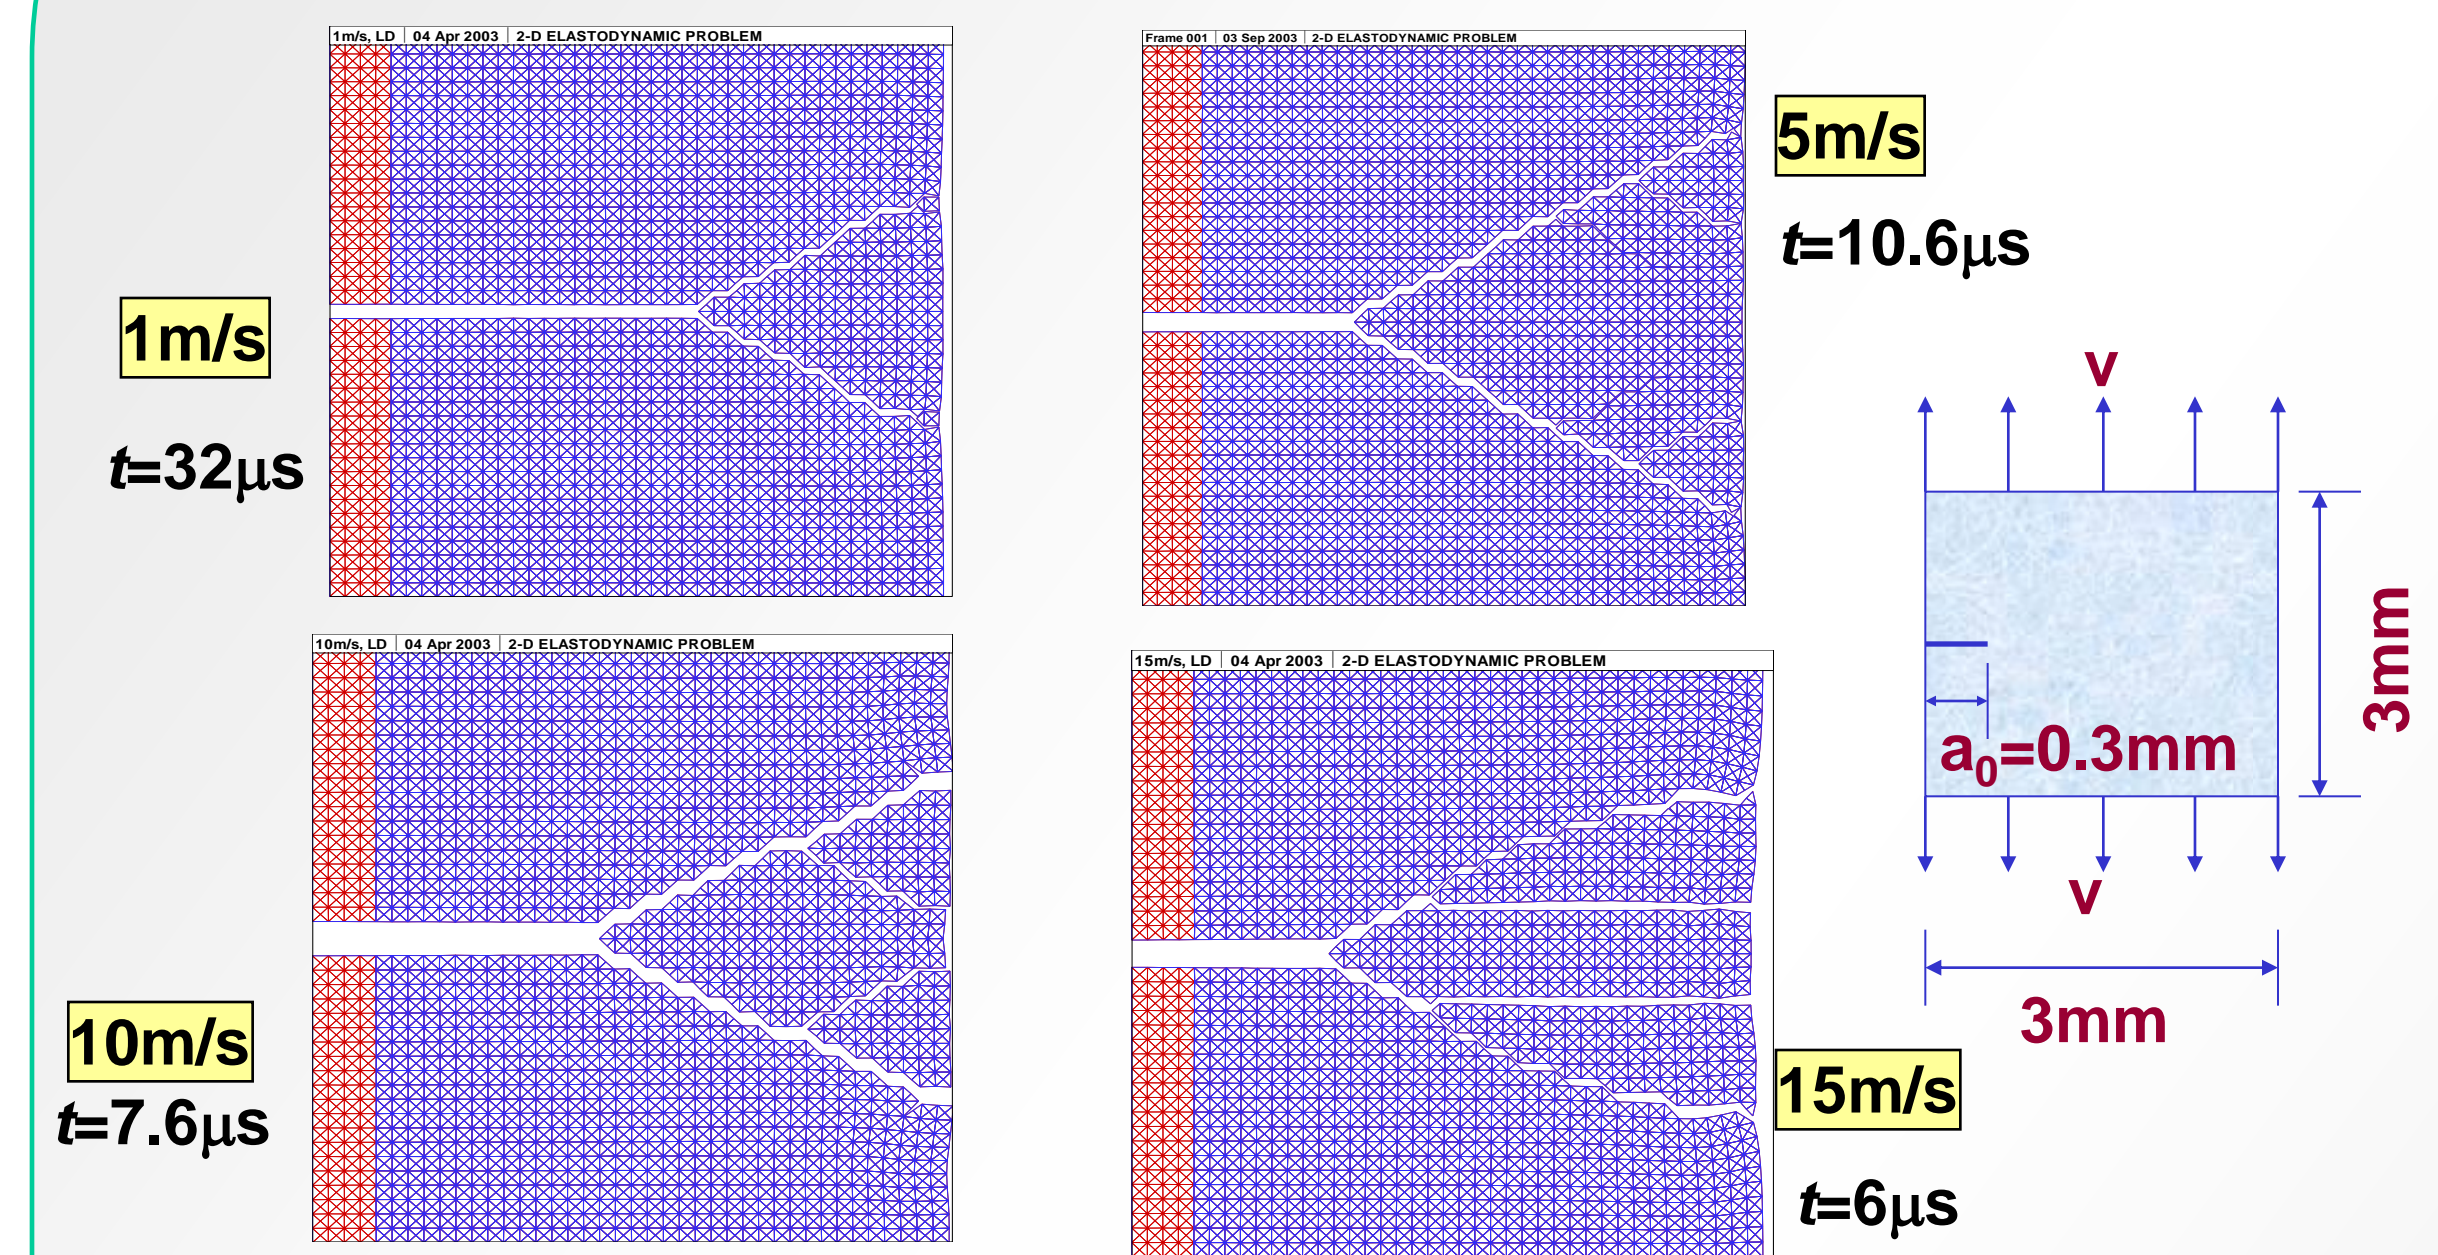 1m/s, LD | 04 Apr 2003 | 2-D ELASTODYNAMIC PROBLEM
1m/s
t=32μs
Frame 001 | 03 Sep 2003 | 2-D ELASTODYNAMIC PROBLEM
5m/s
t=10.6μs
10m/s, LD | 04 Apr 2003 | 2-D ELASTODYNAMIC PROBLEM
10m/s
t=7.6μs
15m/s, LD | 04 Apr 2003 | 2-D ELASTODYNAMIC PROBLEM
15m/s
t=6μs
v
3mm
a₀=0.3mm
v
3mm